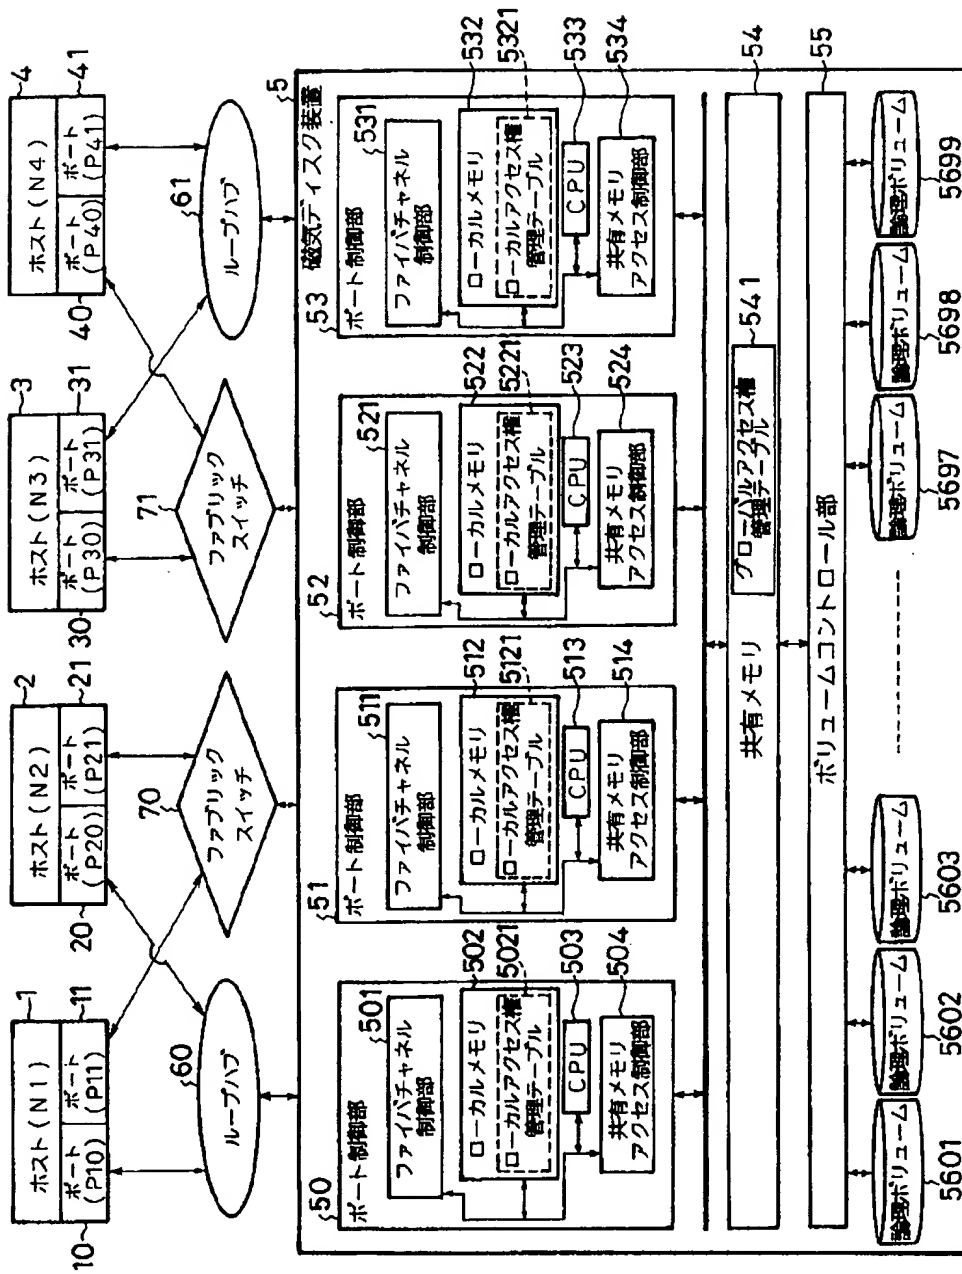 1
ホスト(N1)
ポート(P10)
ポート(P11)
10
11
2
ホスト(N2)
ポート(P20)
ポート(P21)
20
21
3
ホスト(N3)
ポート(P30)
ポート(P31)
30
31
4
ホスト(N4)
ポート(P40)
ポート(P41)
40
41
60
ループハブ
70
ファブリック
スイッチ
71
ファブリック
スイッチ
61
ループハブ
5
磁気ディスク装置
50
ポート制御部
501
ファイバチャネル
制御部
502
ローカルメモリ
5021
ローカルアクセス権
管理テーブル
503
CPU
504
共有メモリ
アクセス制御部
51
ポート制御部
511
ファイバチャネル
制御部
512
ローカルメモリ
5121
ローカルアクセス権
管理テーブル
513
CPU
514
共有メモリ
アクセス制御部
52
ポート制御部
521
ファイバチャネル
制御部
522
ローカルメモリ
5221
ローカルアクセス権
管理テーブル
523
CPU
524
共有メモリ
アクセス制御部
53
ポート制御部
531
ファイバチャネル
制御部
532
ローカルメモリ
5321
ローカルアクセス権
管理テーブル
533
CPU
534
共有メモリ
アクセス制御部
54
共有メモリ
541
グローバルアクセス権
管理テーブル
55
ボリュームコントロール部
論理ボリューム
5601
論理ボリューム
5602
論理ボリューム
5603
論理ボリューム
5697
論理ボリューム
5698
論理ボリューム
5699